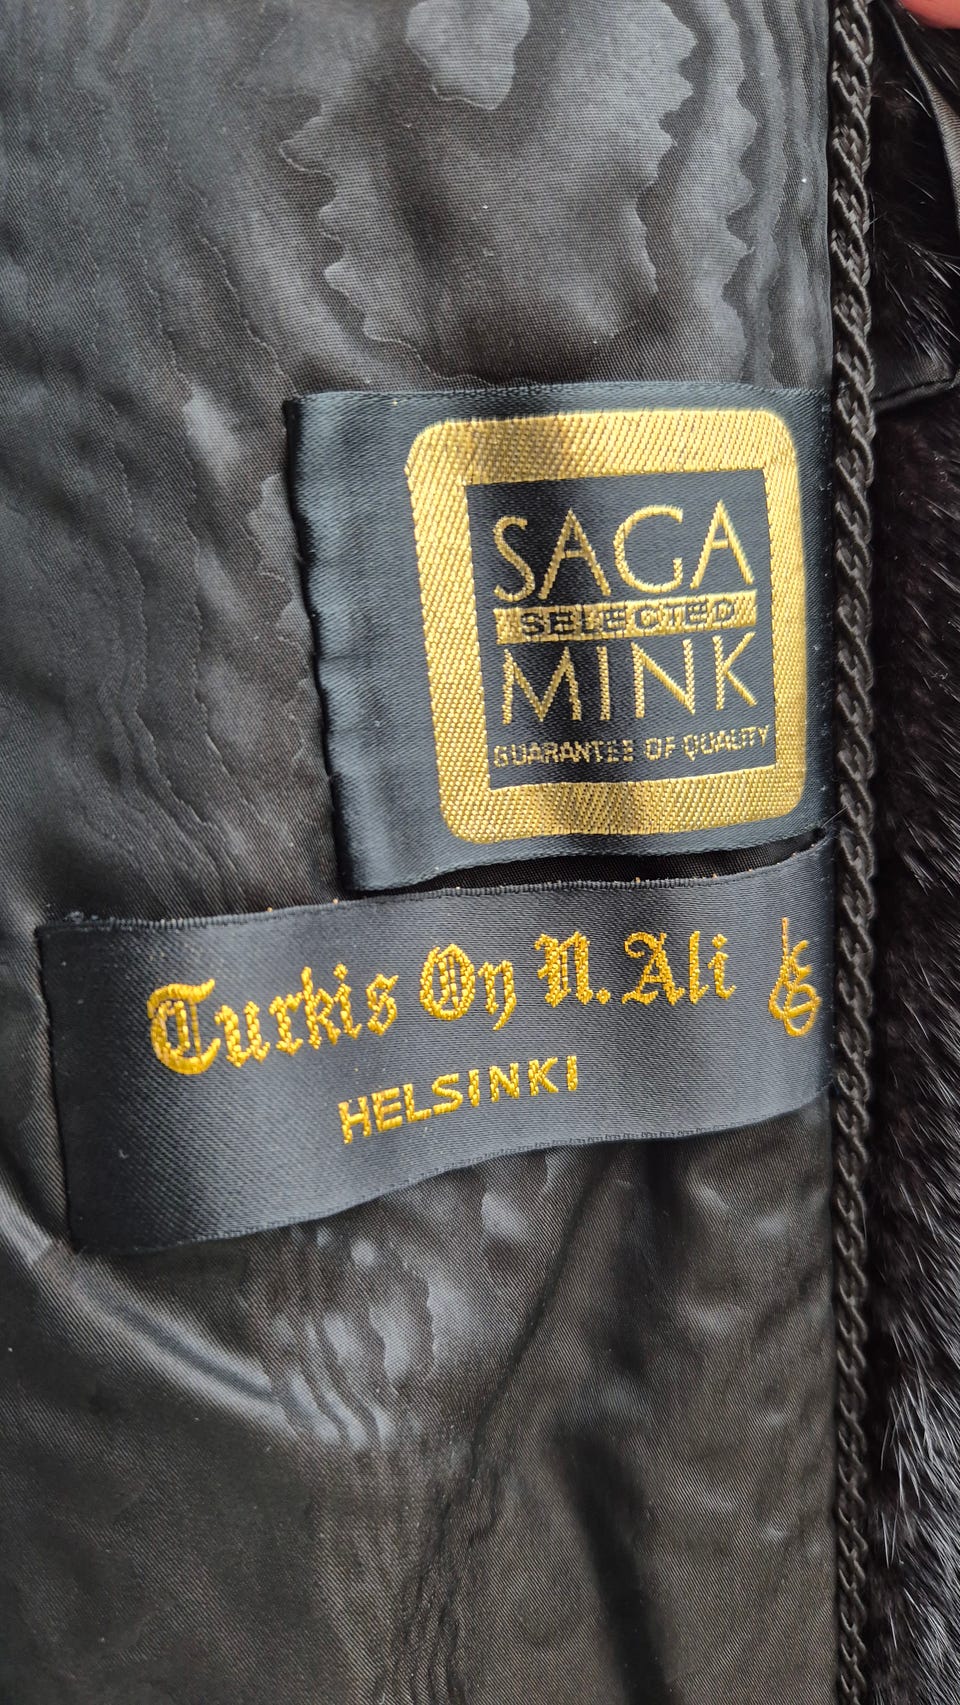 SAGA
SELECTED
MINK
GUARANTEE OF QUALITY
Turkis Oy N. Ali
HELSINKI